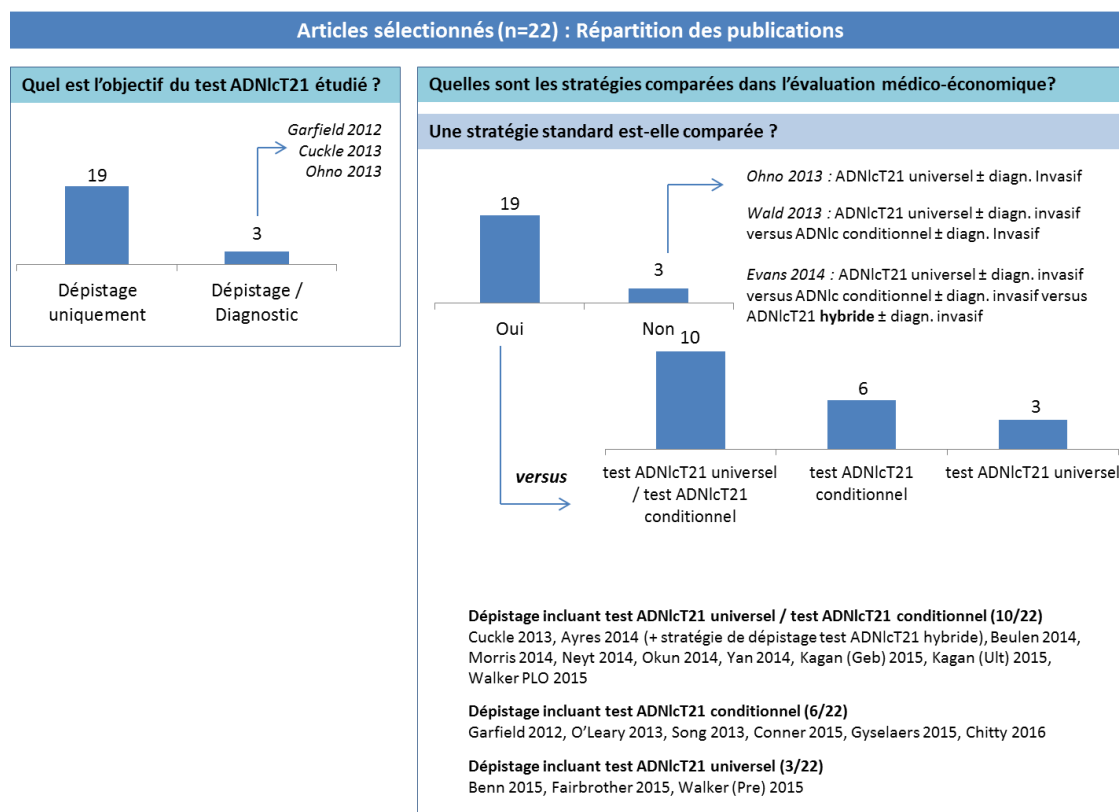 Articles sélectionnés (n=22) : Répartition des publications
Quel est l'objectif du test ADNlcT21 étudié ?
Garfield 2012
Cuckle 2013
Ohno 2013
19
3
Dépistage
uniquement
Dépistage /
Diagnostic
Quelles sont les stratégies comparées dans l'évaluation médico-économique?
Une stratégie standard est-elle comparée ?
19
3
Oui
Non
Ohno 2013 : ADNlcT21 universel ± diagn. Invasif
Wald 2013 : ADNlcT21 universel ± diagn. invasif
versus ADNlc conditionnel ± diagn. Invasif
Evans 2014 : ADNlcT21 universel ± diagn. invasif
versus ADNlc conditionnel ± diagn. invasif versus
ADNlcT21 hybride ± diagn. invasif
versus
10
6
3
test ADNlcT21 universel
/ test ADNlcT21
conditionnel
test ADNlcT21
conditionnel
test ADNlcT21 universel
Dépistage incluant test ADNlcT21 universel / test ADNlcT21 conditionnel (10/22)
Cuckle 2013, Ayres 2014 (+ stratégie de dépistage test ADNlcT21 hybride), Beulen 2014,
Morris 2014, Neyt 2014, Okun 2014, Yan 2014, Kagan (Geb) 2015, Kagan (Ult) 2015,
Walker PLO 2015
Dépistage incluant test ADNlcT21 conditionnel (6/22)
Garfield 2012, O'Leary 2013, Song 2013, Conner 2015, Gyselaers 2015, Chitty 2016
Dépistage incluant test ADNlcT21 universel (3/22)
Benn 2015, Fairbrother 2015, Walker (Pre) 2015